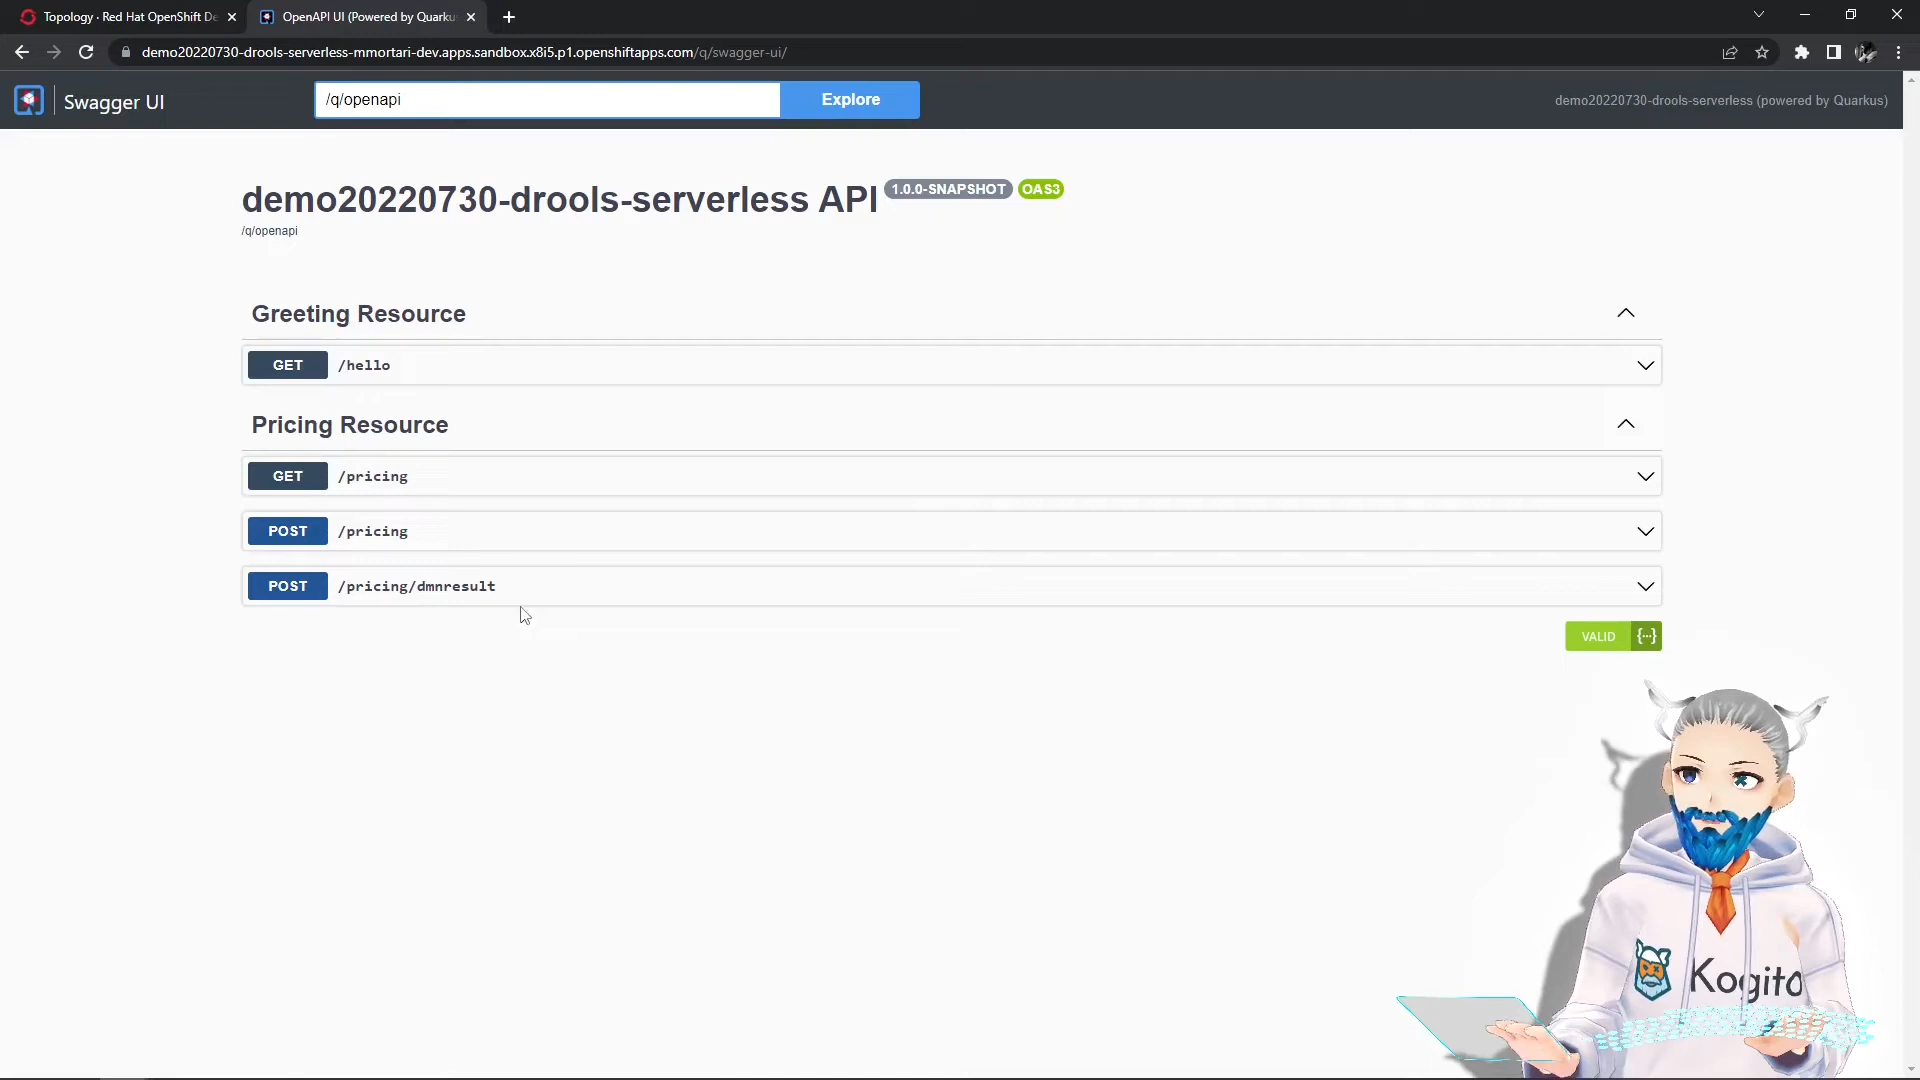 Topology · Red Hat OpenShift De
OpenAPI UI (Powered by Quarkus
demo20220730-drools-serverless-mmortari-dev.apps.sandbox.x8i5.p1.openshiftapps.com/q/swagger-ui/
Swagger UI
/q/openapi
Explore
demo20220730-drools-serverless (powered by Quarkus)
demo20220730-drools-serverless API 1.0.0-SNAPSHOT OAS3
/q/openapi
Greeting Resource
GET /hello
Pricing Resource
GET /pricing
POST /pricing
POST /pricing/dmnresult
VALID {···}
Kogito